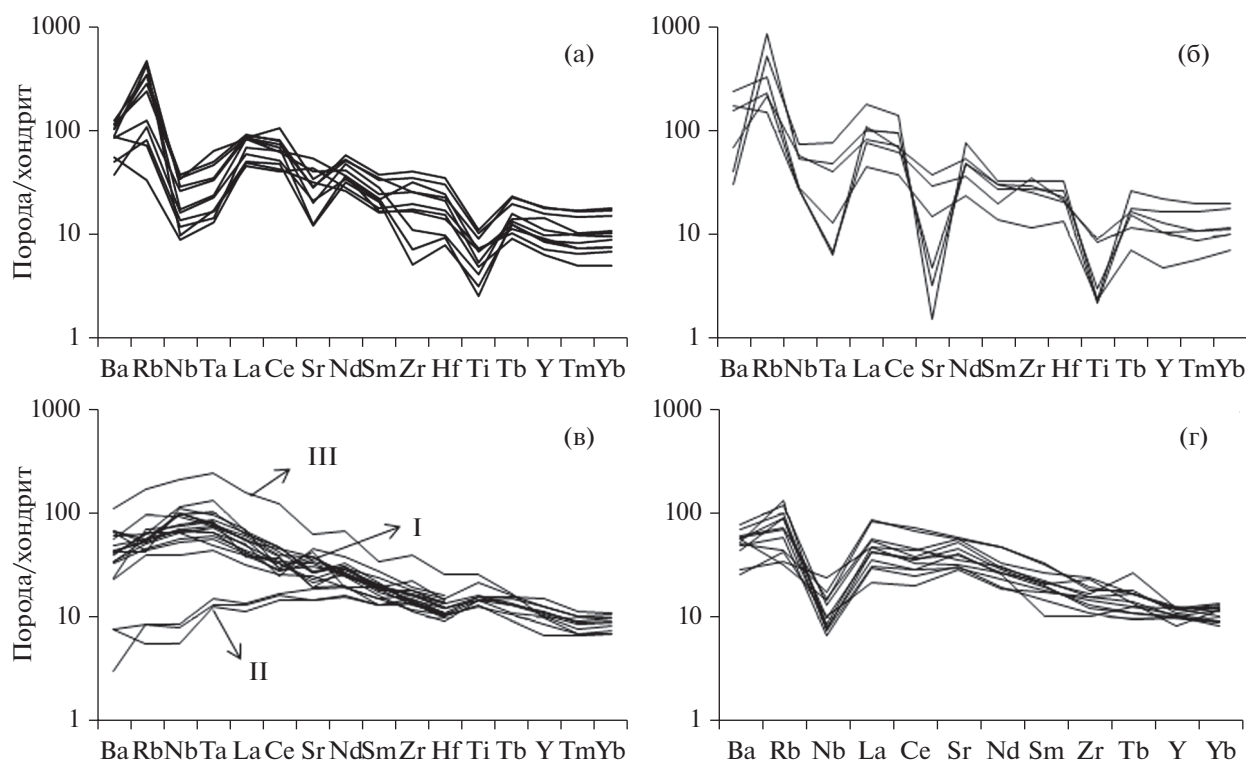 1000
100
10
1
Порода/хондрит
(а)
Ba Rb Nb Ta La Ce Sr Nd Sm Zr Hf Ti Tb Y Tm Yb
1000
100
10
1
(б)
Ba Rb Nb Ta La Ce Sr Nd Sm Zr Hf Ti Tb Y Tm Yb
1000
100
10
1
Порода/хондрит
(в)
III
I
II
Ba Rb Nb Ta La Ce Sr Nd Sm Zr Hf Ti Tb Y Tm Yb
1000
100
10
1
(г)
Ba Rb Nb La Ce Sr Nd Sm Zr Tb Y Yb